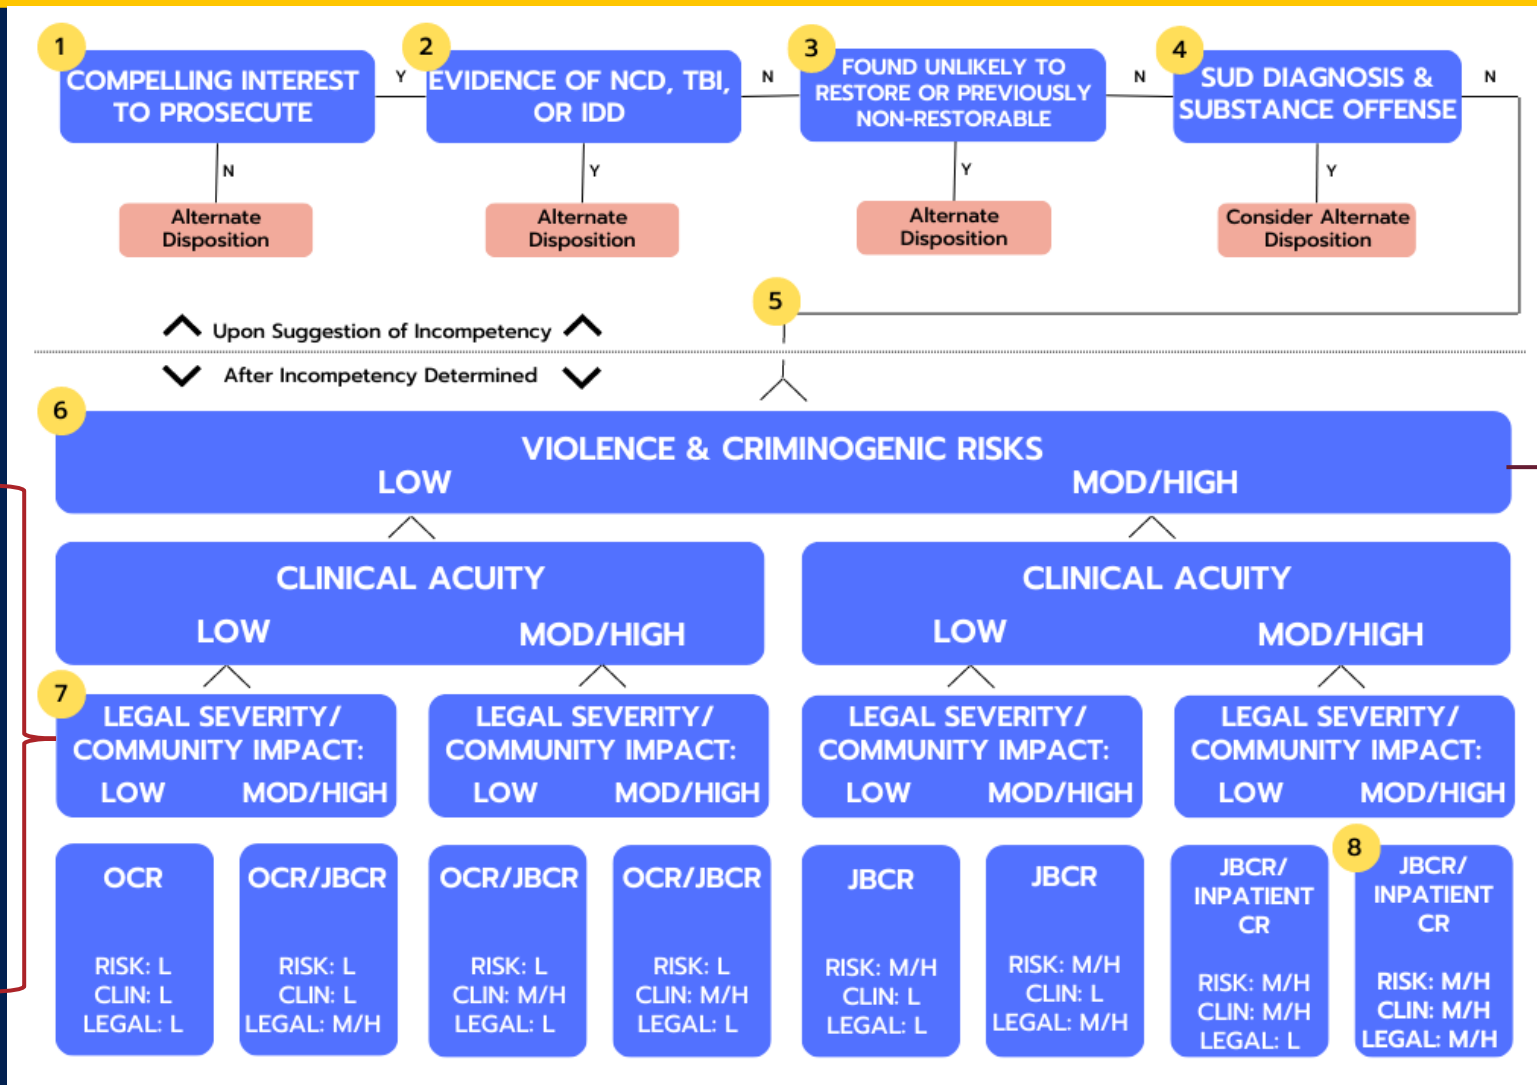 1
COMPELLING INTEREST
TO PROSECUTE
Y
2
EVIDENCE OF NCD, TBI,
OR IDD
N
3
FOUND UNLIKELY TO
RESTORE OR PREVIOUSLY
NON-RESTORABLE
N
4
SUD DIAGNOSIS &
SUBSTANCE OFFENSE
N
N
Alternate
Disposition
Y
Alternate
Disposition
Y
Alternate
Disposition
Y
Consider Alternate
Disposition
5
Upon Suggestion of Incompetency
After Incompetency Determined
6
VIOLENCE & CRIMINOGENIC RISKS
LOW MOD/HIGH
CLINICAL ACUITY
LOW MOD/HIGH
CLINICAL ACUITY
LOW MOD/HIGH
7
LEGAL SEVERITY/
COMMUNITY IMPACT:
LOW MOD/HIGH
LEGAL SEVERITY/
COMMUNITY IMPACT:
LOW MOD/HIGH
LEGAL SEVERITY/
COMMUNITY IMPACT:
LOW MOD/HIGH
LEGAL SEVERITY/
COMMUNITY IMPACT:
LOW MOD/HIGH
OCR
RISK: L
CLIN: L
LEGAL: L
OCR/JBCR
RISK: L
CLIN: L
LEGAL: M/H
OCR/JBCR
RISK: L
CLIN: M/H
LEGAL: L
OCR/JBCR
RISK: L
CLIN: M/H
LEGAL: L
JBCR
RISK: M/H
CLIN: L
LEGAL: L
JBCR
RISK: M/H
CLIN: L
LEGAL: M/H
JBCR/
INPATIENT
CR
RISK: M/H
CLIN: M/H
LEGAL: L
8
JBCR/
INPATIENT
CR
RISK: M/H
CLIN: M/H
LEGAL: M/H